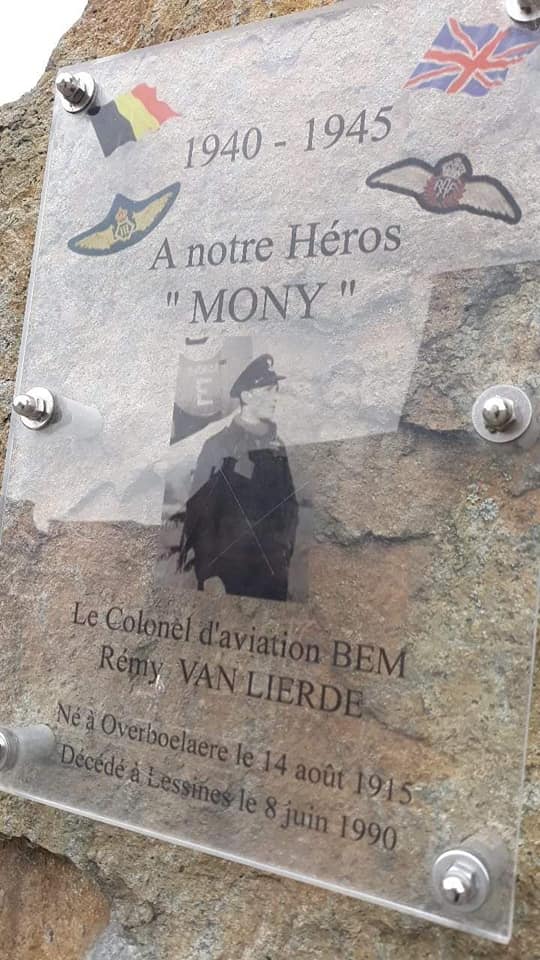 1940 - 1945
RAF
A notre Héros
" MONY "
Le Colonel d'aviation BEM
Rémy VAN LIERDE
Né à Overboelaere le 14 août 1915
Décédé à Lessines le 8 juin 1990